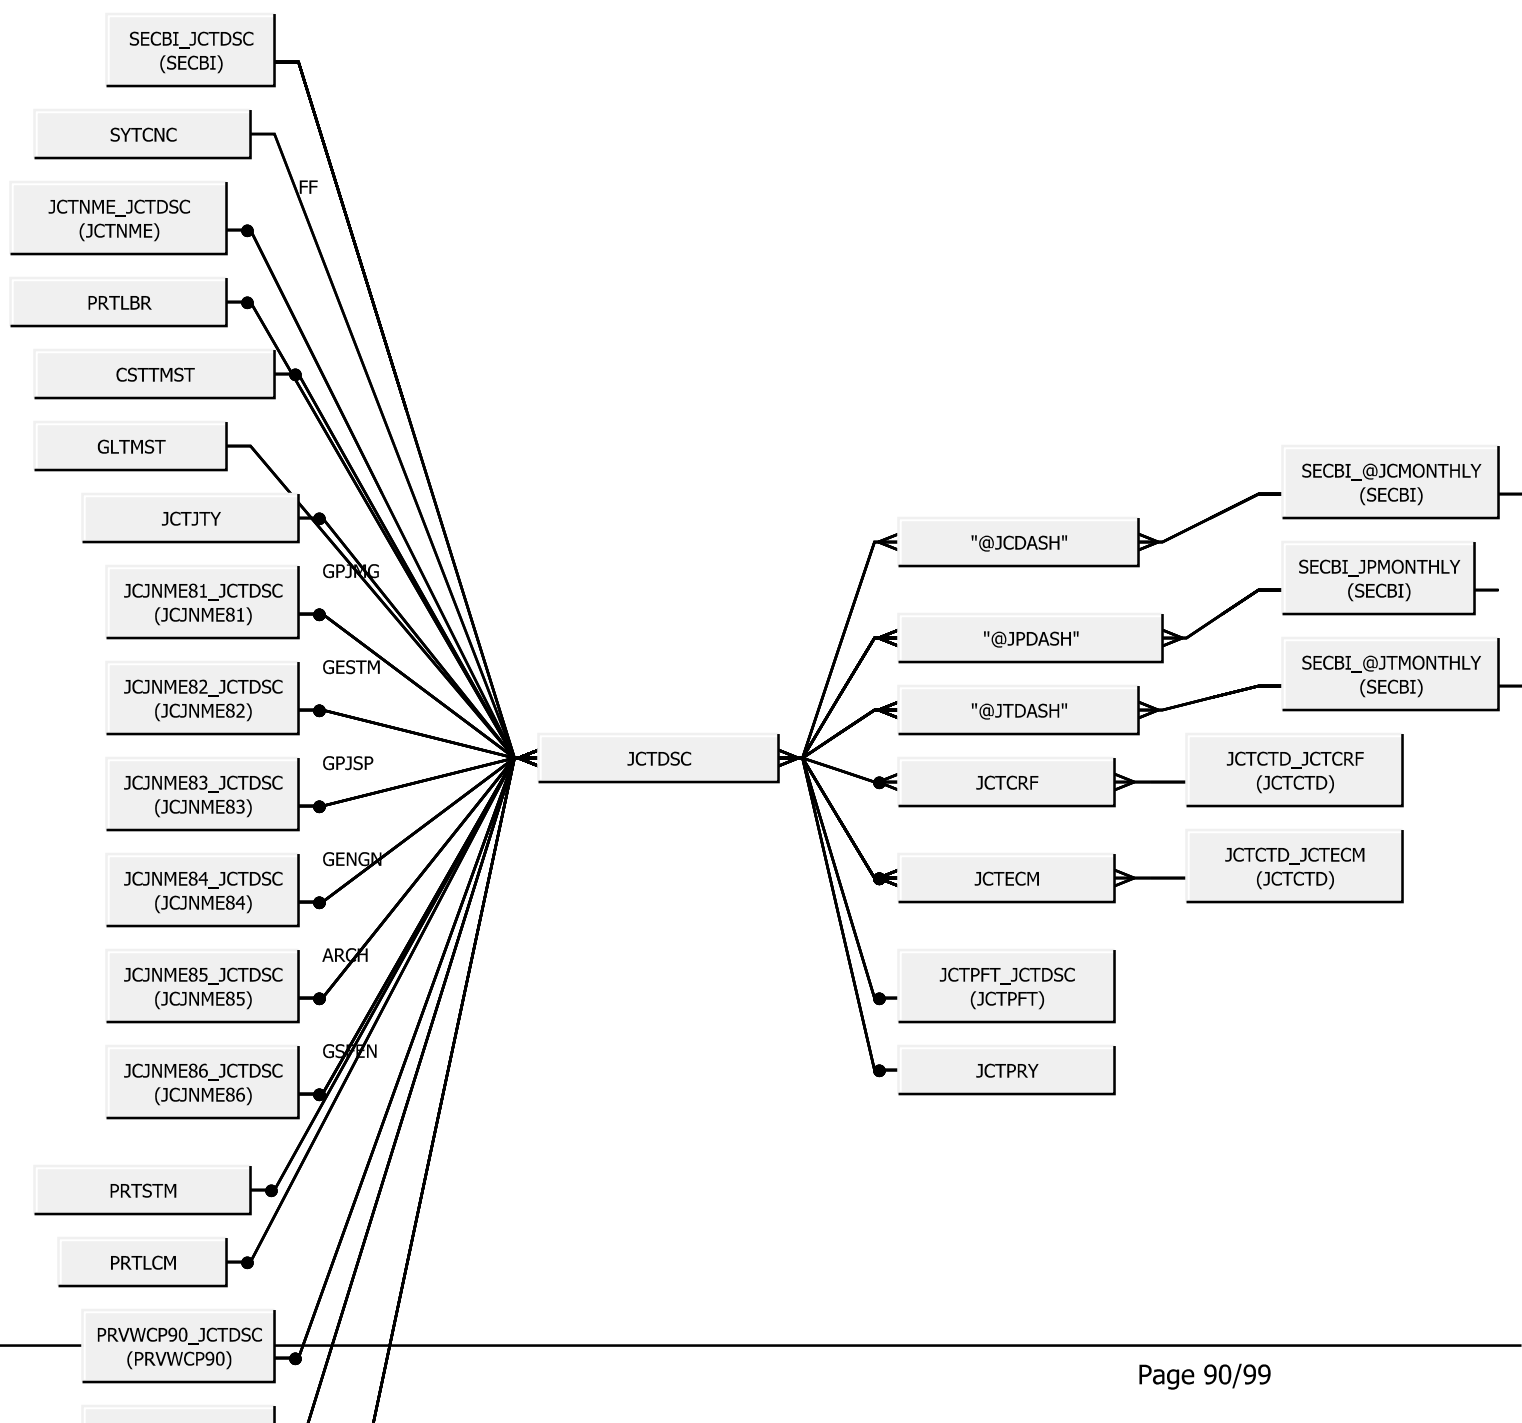 SECBI_JCTDSC
(SECBI)
SYTCNC
FF
JCTNME_JCTDSC
(JCTNME)
PRTLBR
CSTTMST
GLTMST
JCTJTY
GPJMG
JCJNME81_JCTDSC
(JCJNME81)
GESTM
JCJNME82_JCTDSC
(JCJNME82)
GPJSP
JCJNME83_JCTDSC
(JCJNME83)
GENGN
JCJNME84_JCTDSC
(JCJNME84)
ARCH
JCJNME85_JCTDSC
(JCJNME85)
JCJNME86_JCTDSC
(JCJNME86)
PRTSTM
PRTLCM
PRVWCP90_JCTDSC
(PRVWCP90)
JCTDSC
"@JCDASH"
"@JPDASH"
"@JTDASH"
JCTCRF
JCTECM
JCTPFT_JCTDSC
(JCTPFT)
JCTPRY
SECBI_@JCMONTHLY
(SECBI)
SECBI_JPMONTHLY
(SECBI)
SECBI_@JTMONTHLY
(SECBI)
JCTCTD_JCTCRF
(JCTCTD)
JCTCTD_JCTECM
(JCTCTD)
Page 90/99